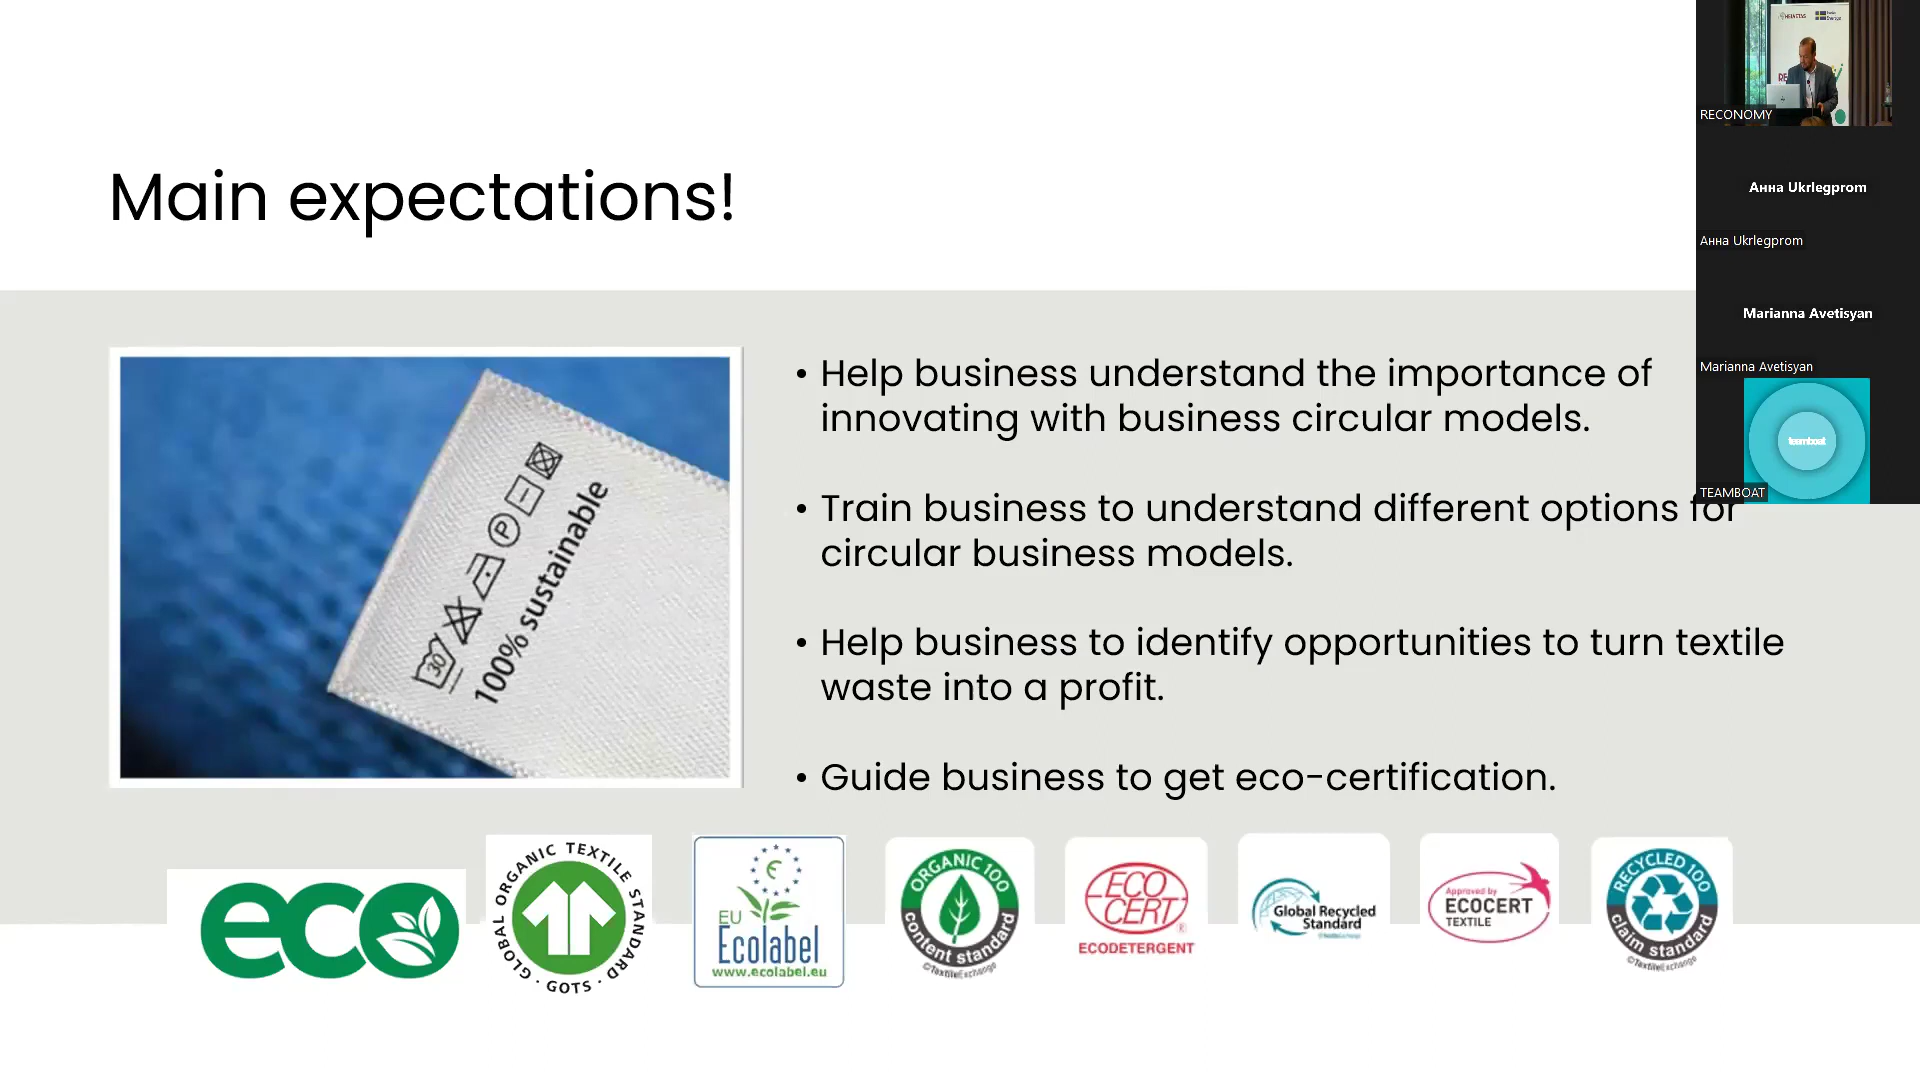 Main expectations!
• Help business understand the importance of
innovating with business circular models.
• Train business to understand different options for
circular business models.
• Help business to identify opportunities to turn textile
waste into a profit.
• Guide business to get eco-certification.
30
P
100% sustainable
eco
GLOBAL ORGANIC TEXTILE STANDARD · GOTS ·
EU
Ecolabel
www.ecolabel.eu
ORGANIC 100
content standard
©TextileExchange
ECO
CERT
®
ECODETERGENT
Global Recycled
Standard
Approved by
ECOCERT
TEXTILE
RECYCLED 100
claim standard
©TextileExchange
HELVETAS
RECONOMY
Анна Ukrlegprom
Анна Ukrlegprom
Marianna Avetisyan
Marianna Avetisyan
teamboat
TEAMBOAT